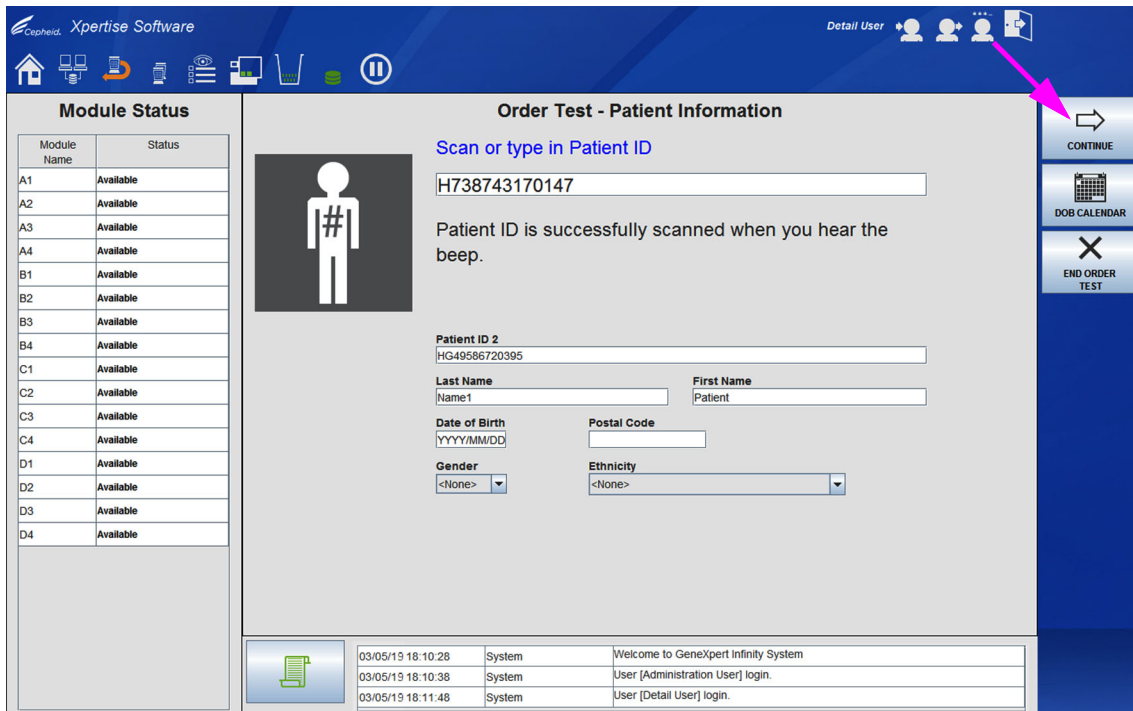 Cepheid. Xpertise Software
Detail User
Module Status
Module Name
Status
A1 Available
A2 Available
A3 Available
A4 Available
B1 Available
B2 Available
B3 Available
B4 Available
C1 Available
C2 Available
C3 Available
C4 Available
D1 Available
D2 Available
D3 Available
D4 Available
Order Test - Patient Information
Scan or type in Patient ID
H738743170147
#
Patient ID is successfully scanned when you hear the
beep.
Patient ID 2
HG49586720395
Last Name First Name
Name1 Patient
Date of Birth Postal Code
YYYY/MM/DD
Gender Ethnicity
<None> <None>
CONTINUE
DOB CALENDAR
END ORDER
TEST
03/05/19 18:10:28 System Welcome to GeneXpert Infinity System
03/05/19 18:10:38 System User [Administration User] login.
03/05/19 18:11:48 System User [Detail User] login.